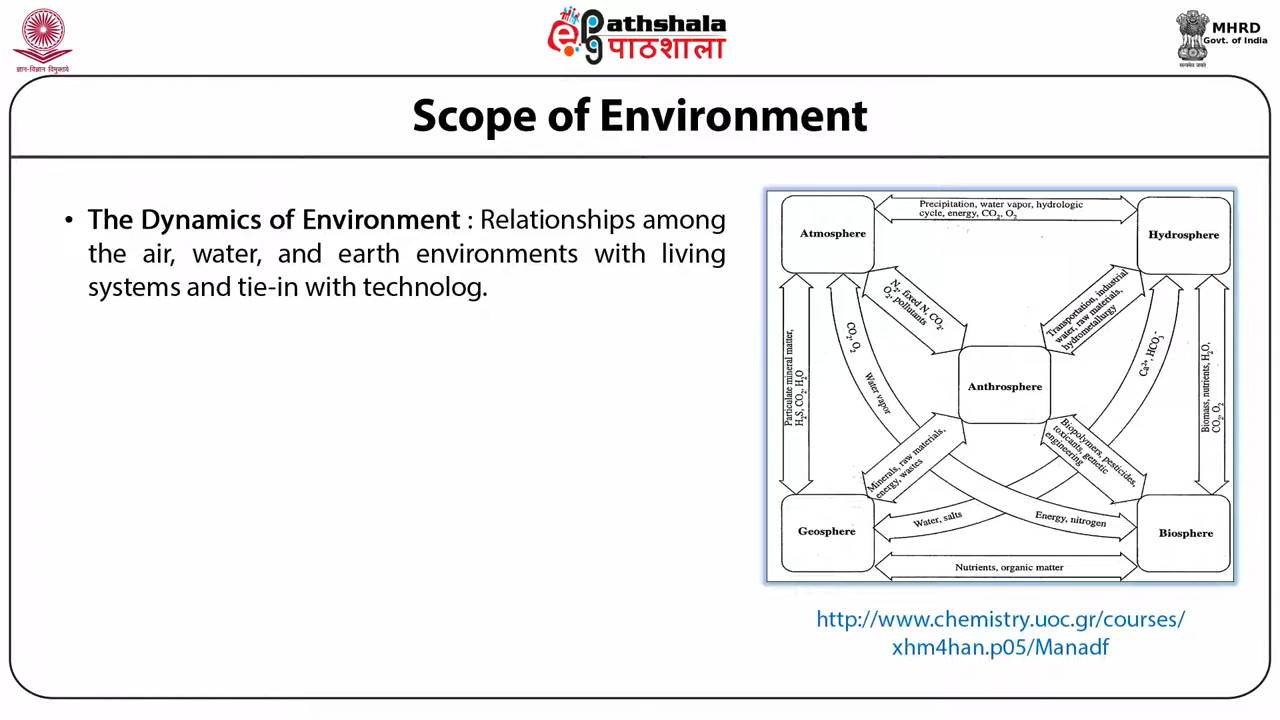 ज्ञान-विज्ञान विमुक्तये
ePathshala
पाठशाला
सत्यमेव जयते
MHRD
Govt. of India
Scope of Environment
• The Dynamics of Environment : Relationships among
the air, water, and earth environments with living
systems and tie-in with technolog.
Atmosphere
Precipitation, water vapor, hydrologic
cycle, energy, CO₂, O₂
Hydrosphere
N₂, fixed N, CO₂,
O₂, pollutants
Transportation, industrial
water, raw materials,
hydrometallurgy
Particulate mineral matter,
H₂S, CO₂, H₂O
CO₂, O₂
Water vapor
Anthrosphere
Ca²⁺, HCO₃⁻
Biomass, nutrients, H₂O,
CO₂, O₂
Minerals, raw materials,
energy, wastes
Biopolymers, pesticides,
toxicants, genetic
engineering
Geosphere
Water, salts
Energy, nitrogen
Biosphere
Nutrients, organic matter
http://www.chemistry.uoc.gr/courses/
xhm4han.p05/Manadf